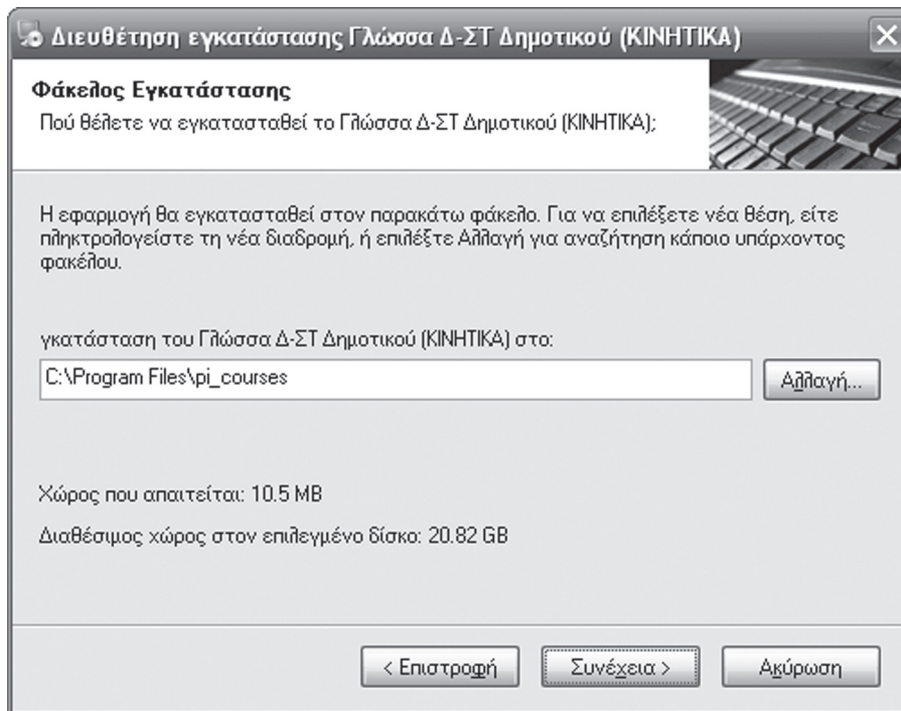 Διευθέτηση εγκατάστασης Γλώσσα Δ-ΣΤ Δημοτικού (ΚΙΝΗΤΙΚΑ)
Φάκελος Εγκατάστασης
Πού θέλετε να εγκατασταθεί το Γλώσσα Δ-ΣΤ Δημοτικού (ΚΙΝΗΤΙΚΑ);
Η εφαρμογή θα εγκατασταθεί στον παρακάτω φάκελο. Για να επιλέξετε νέα θέση, είτε
πληκτρολογείστε τη νέα διαδρομή, ή επιλέξτε Αλλαγή για αναζήτηση κάποιο υπάρχοντος
φακέλου.
γκατάσταση του Γλώσσα Δ-ΣΤ Δημοτικού (ΚΙΝΗΤΙΚΑ) στο:
C:\Program Files\pi_courses
Αλλαγή...
Χώρος που απαιτείται: 10.5 MB
Διαθέσιμος χώρος στον επιλεγμένο δίσκο: 20.82 GB
< Επιστροφή
Συνέχεια >
Ακύρωση